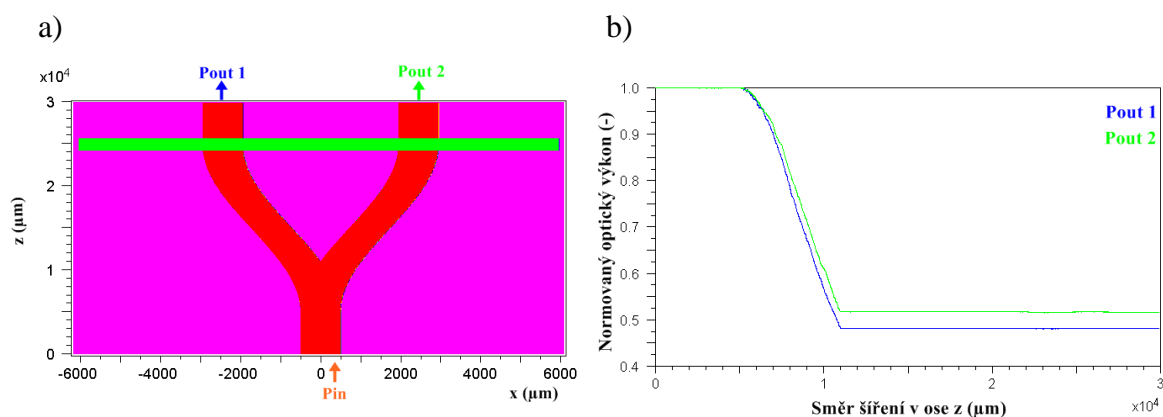 a)
b)
Pout 1
Pout 2
x10⁴
3
2
1
0
z (µm)
-6000 -4000 -2000 0 2000 4000 6000
Pin
x (µm)
1.0
0.9
0.8
0.7
0.6
0.5
0.4
Normovaný optický výkon (-)
Pout 1
Pout 2
0 1 2 3
x10⁴
Směr šíření v ose z (µm)